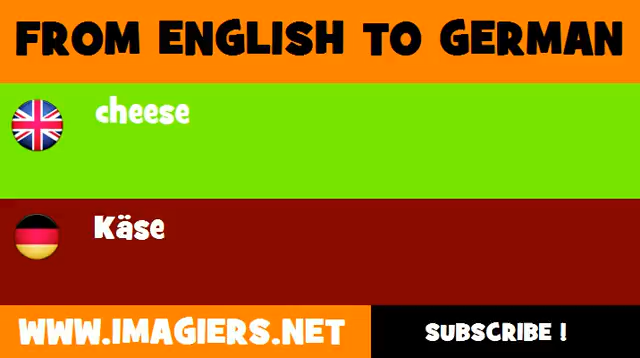 FROM ENGLISH TO GERMAN
cheese
Käse
WWW.IMAGIERS.NET
SUBSCRIBE !